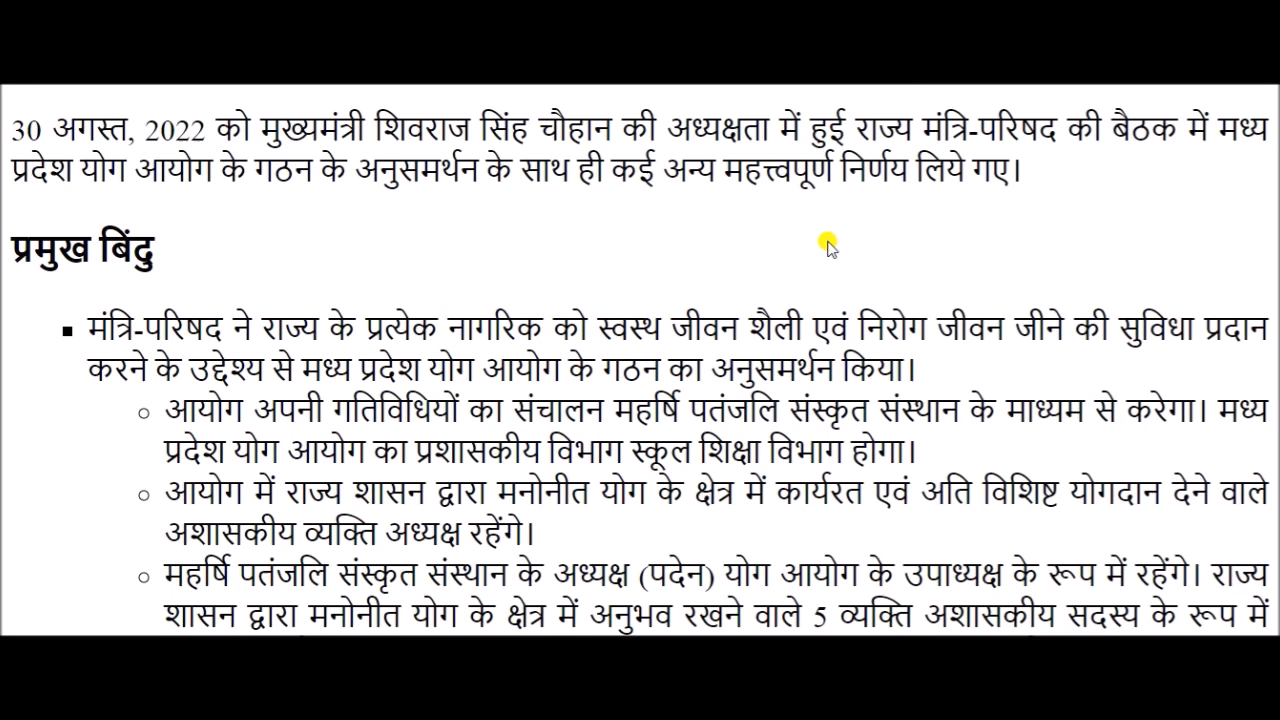 30 अगस्त, 2022 को मुख्यमंत्री शिवराज सिंह चौहान की अध्यक्षता में हुई राज्य मंत्रि-परिषद की बैठक में मध्य
प्रदेश योग आयोग के गठन के अनुसमर्थन के साथ ही कई अन्य महत्त्वपूर्ण निर्णय लिये गए।
प्रमुख बिंदु
▪ मंत्रि-परिषद ने राज्य के प्रत्येक नागरिक को स्वस्थ जीवन शैली एवं निरोग जीवन जीने की सुविधा प्रदान
करने के उद्देश्य से मध्य प्रदेश योग आयोग के गठन का अनुसमर्थन किया।
○ आयोग अपनी गतिविधियों का संचालन महर्षि पतंजलि संस्कृत संस्थान के माध्यम से करेगा। मध्य
प्रदेश योग आयोग का प्रशासकीय विभाग स्कूल शिक्षा विभाग होगा।
○ आयोग में राज्य शासन द्वारा मनोनीत योग के क्षेत्र में कार्यरत एवं अति विशिष्ट योगदान देने वाले
अशासकीय व्यक्ति अध्यक्ष रहेंगे।
○ महर्षि पतंजलि संस्कृत संस्थान के अध्यक्ष (पदेन) योग आयोग के उपाध्यक्ष के रूप में रहेंगे। राज्य
शासन द्वारा मनोनीत योग के क्षेत्र में अनुभव रखने वाले 5 व्यक्ति अशासकीय सदस्य के रूप में